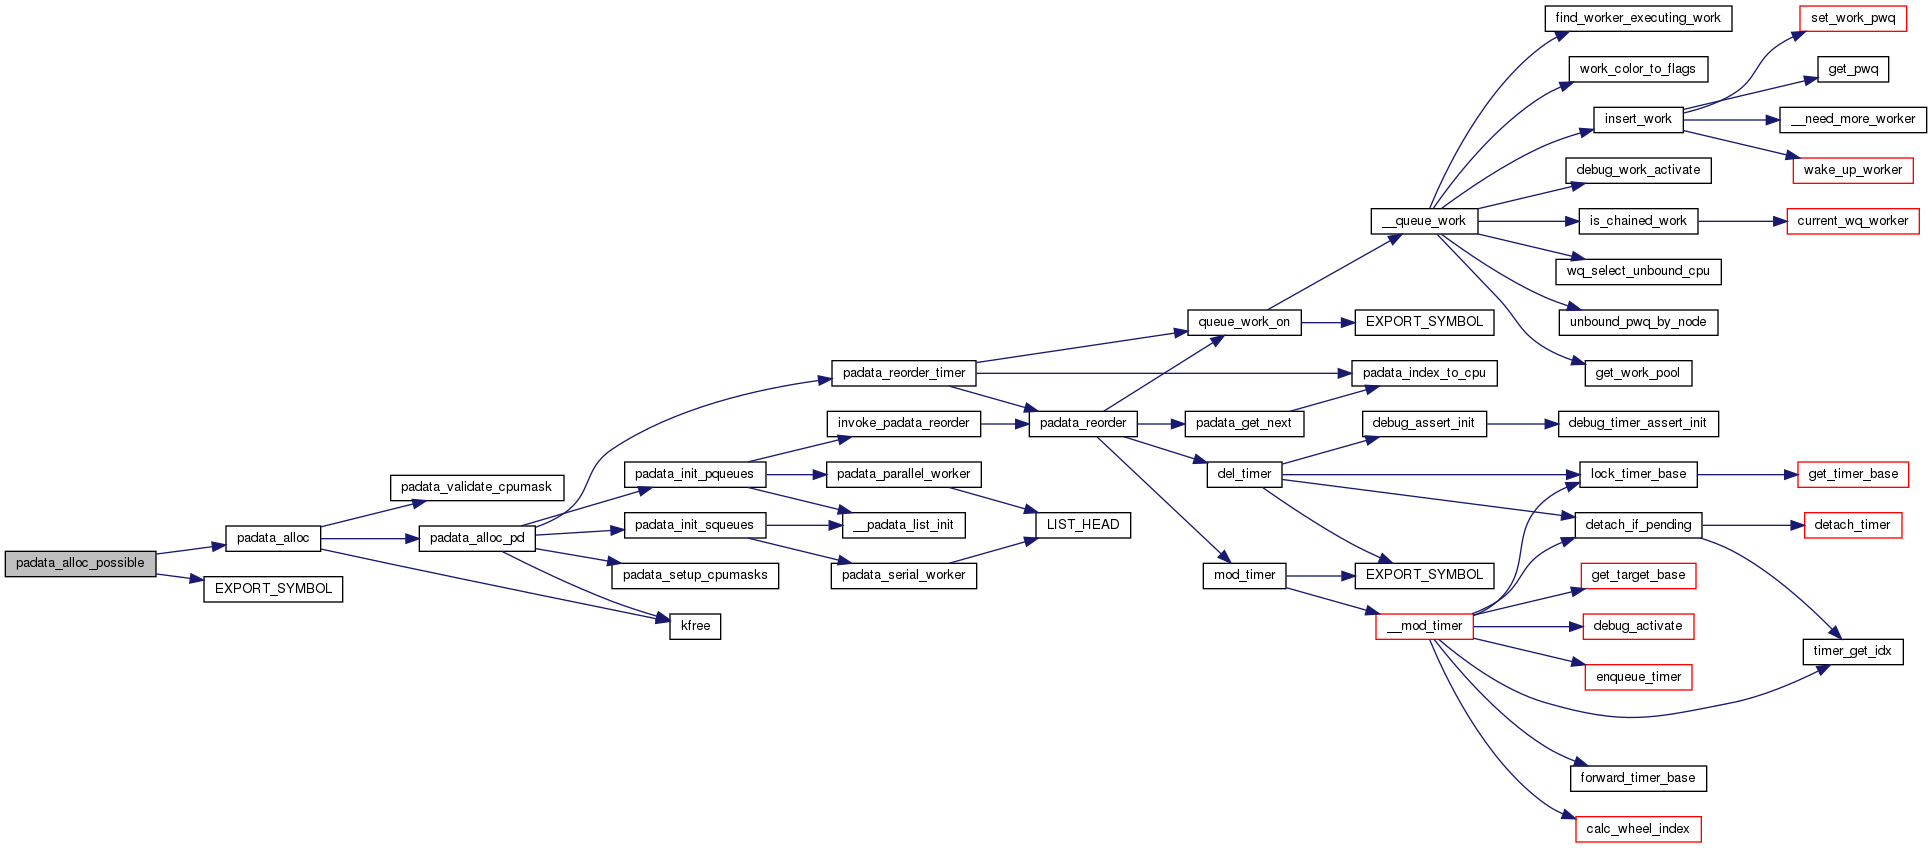 padata_alloc_possible
padata_alloc
EXPORT_SYMBOL
padata_validate_cpumask
padata_alloc_pd
kfree
padata_reorder_timer
padata_init_pqueues
padata_init_squeues
padata_setup_cpumasks
invoke_padata_reorder
padata_parallel_worker
__padata_list_init
padata_serial_worker
padata_reorder
LIST_HEAD
queue_work_on
padata_get_next
del_timer
mod_timer
__queue_work
EXPORT_SYMBOL
padata_index_to_cpu
debug_assert_init
EXPORT_SYMBOL
__mod_timer
find_worker_executing_work
work_color_to_flags
insert_work
debug_work_activate
is_chained_work
wq_select_unbound_cpu
unbound_pwq_by_node
get_work_pool
debug_timer_assert_init
lock_timer_base
detach_if_pending
get_target_base
debug_activate
enqueue_timer
forward_timer_base
calc_wheel_index
set_work_pwq
get_pwq
__need_more_worker
wake_up_worker
current_wq_worker
get_timer_base
detach_timer
timer_get_idx